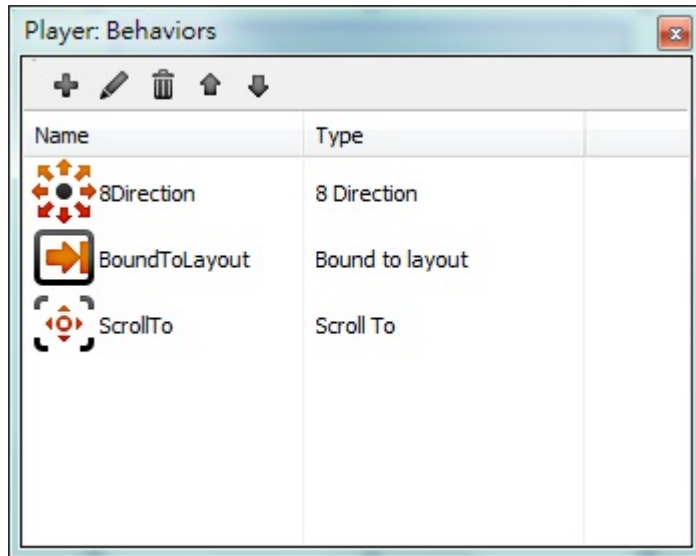 Player: Behaviors
Name Type
8Direction 8 Direction
BoundToLayout Bound to layout
ScrollTo Scroll To